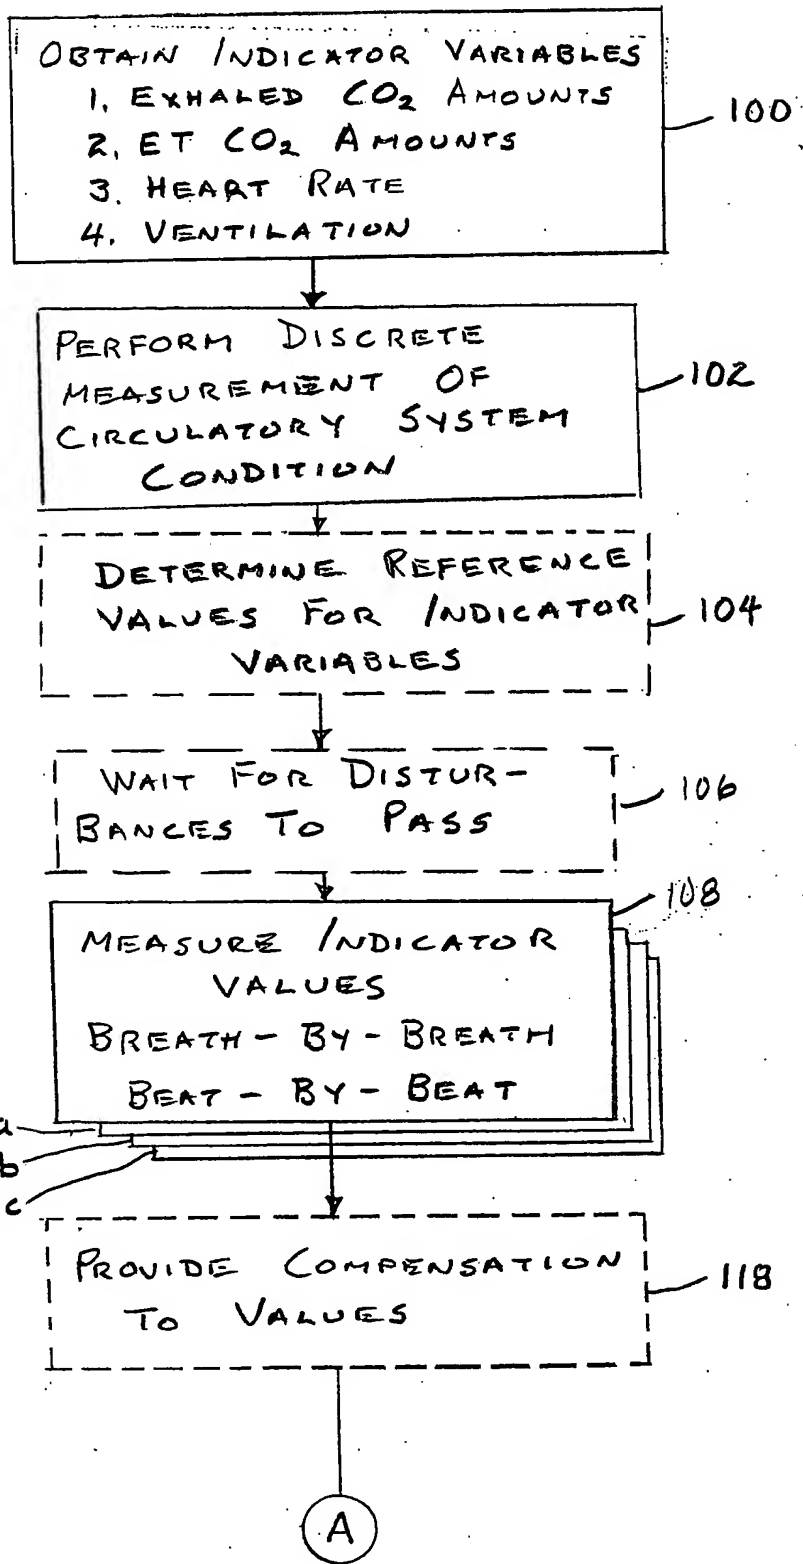 OBTAIN INDICATOR VARIABLES
1. EXHALED CO₂ AMOUNTS
2. ET CO₂ AMOUNTS
3. HEART RATE
4. VENTILATION
100
PERFORM DISCRETE
MEASUREMENT OF
CIRCULATORY SYSTEM
CONDITION
102
DETERMINE REFERENCE
VALUES FOR INDICATOR
VARIABLES
104
WAIT FOR DISTUR-
BANCES TO PASS
106
108
MEASURE INDICATOR
VALUES
BREATH-BY-BREATH
BEAT-BY-BEAT
a
b
c
PROVIDE COMPENSATION
TO VALUES
118
A